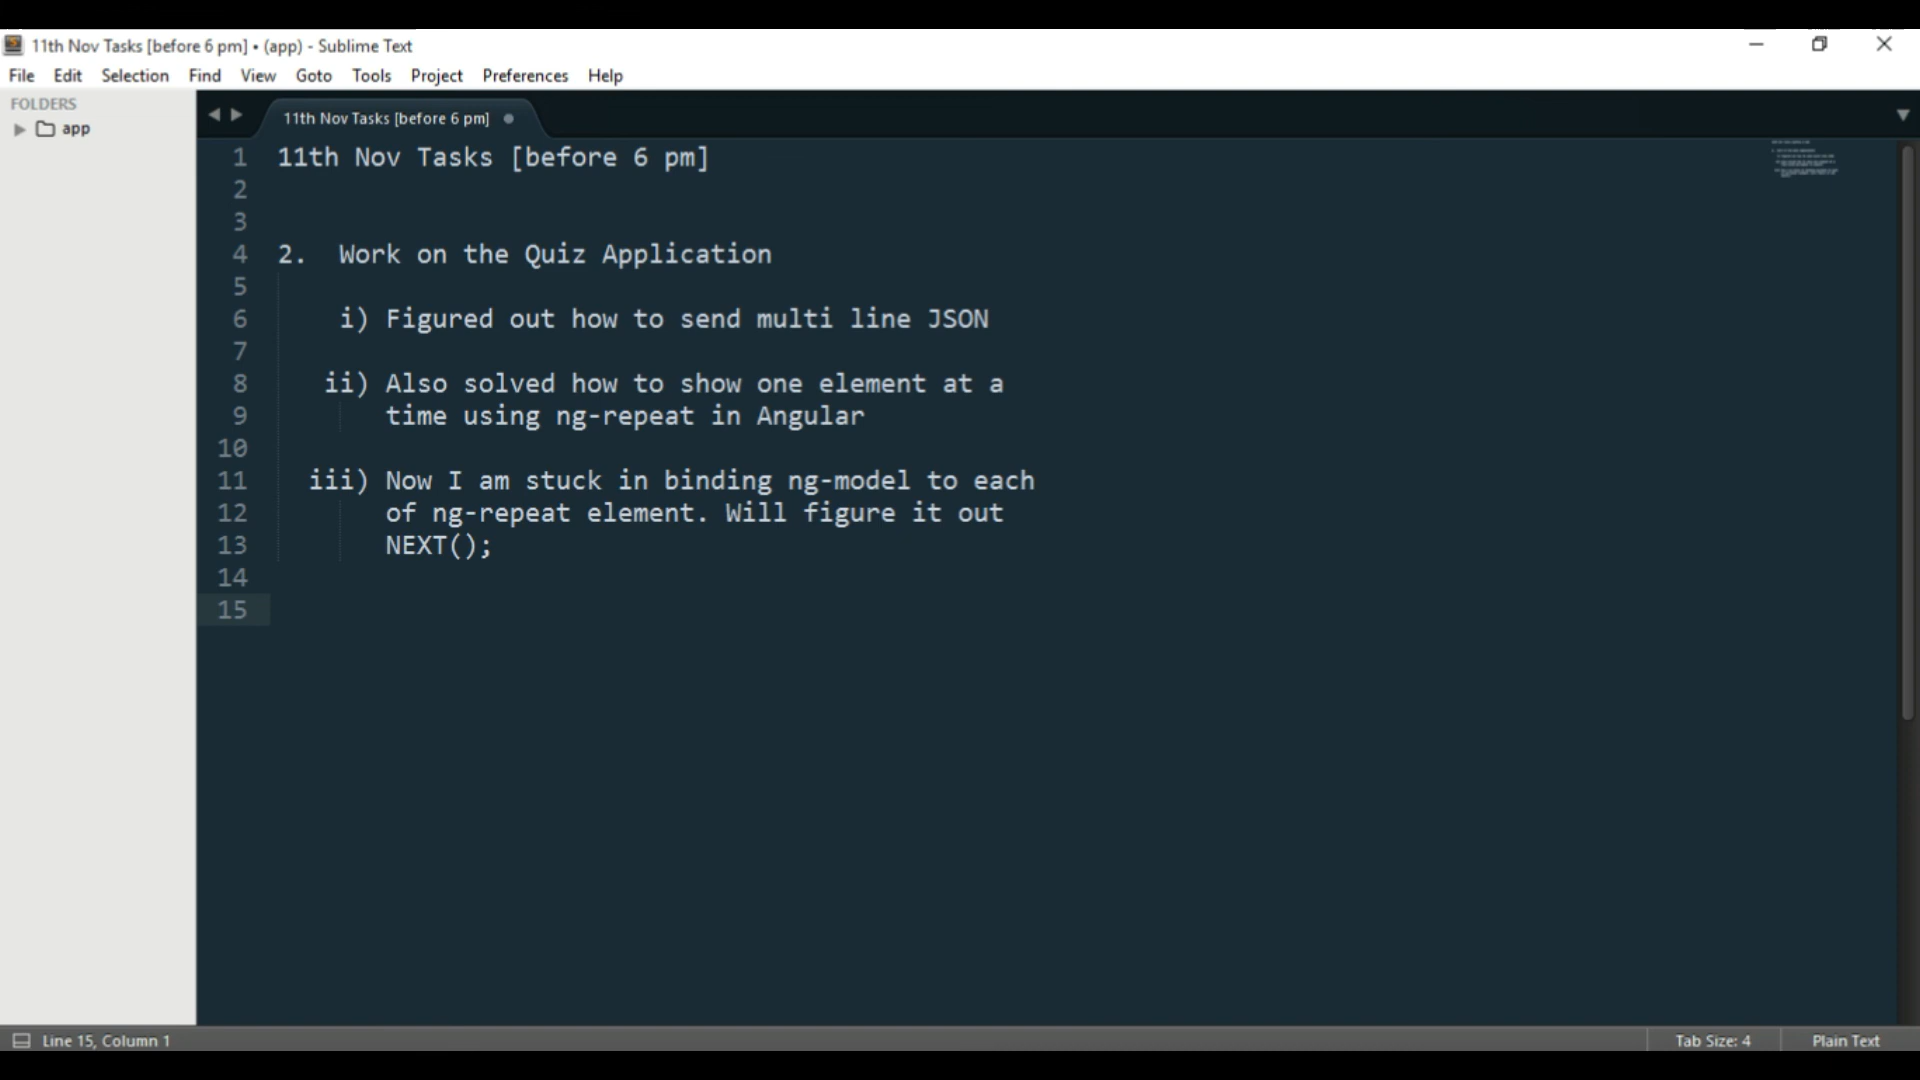 11th Nov Tasks [before 6 pm] • (app) - Sublime Text
File Edit Selection Find View Goto Tools Project Preferences Help
FOLDERS
app
11th Nov Tasks [before 6 pm]
1 11th Nov Tasks [before 6 pm]
2
3
4 2. Work on the Quiz Application
5
6 i) Figured out how to send multi line JSON
7
8 ii) Also solved how to show one element at a
9 time using ng-repeat in Angular
10
11 iii) Now I am stuck in binding ng-model to each
12 of ng-repeat element. Will figure it out
13 NEXT();
14
15
Line 15, Column 1
Tab Size: 4
Plain Text